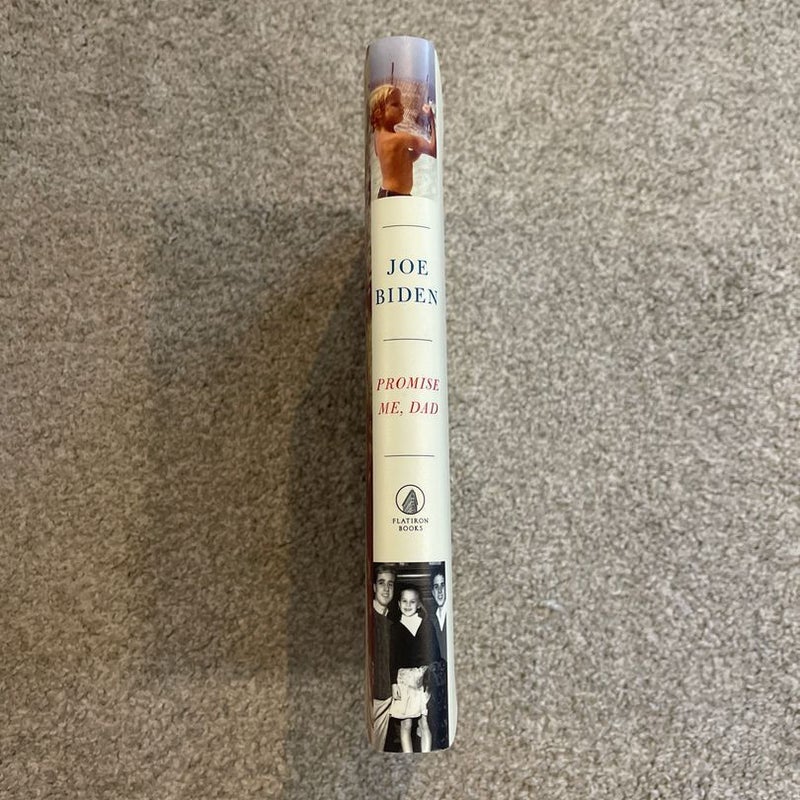 JOE
BIDEN
PROMISE
ME, DAD
FLATIRON
BOOKS